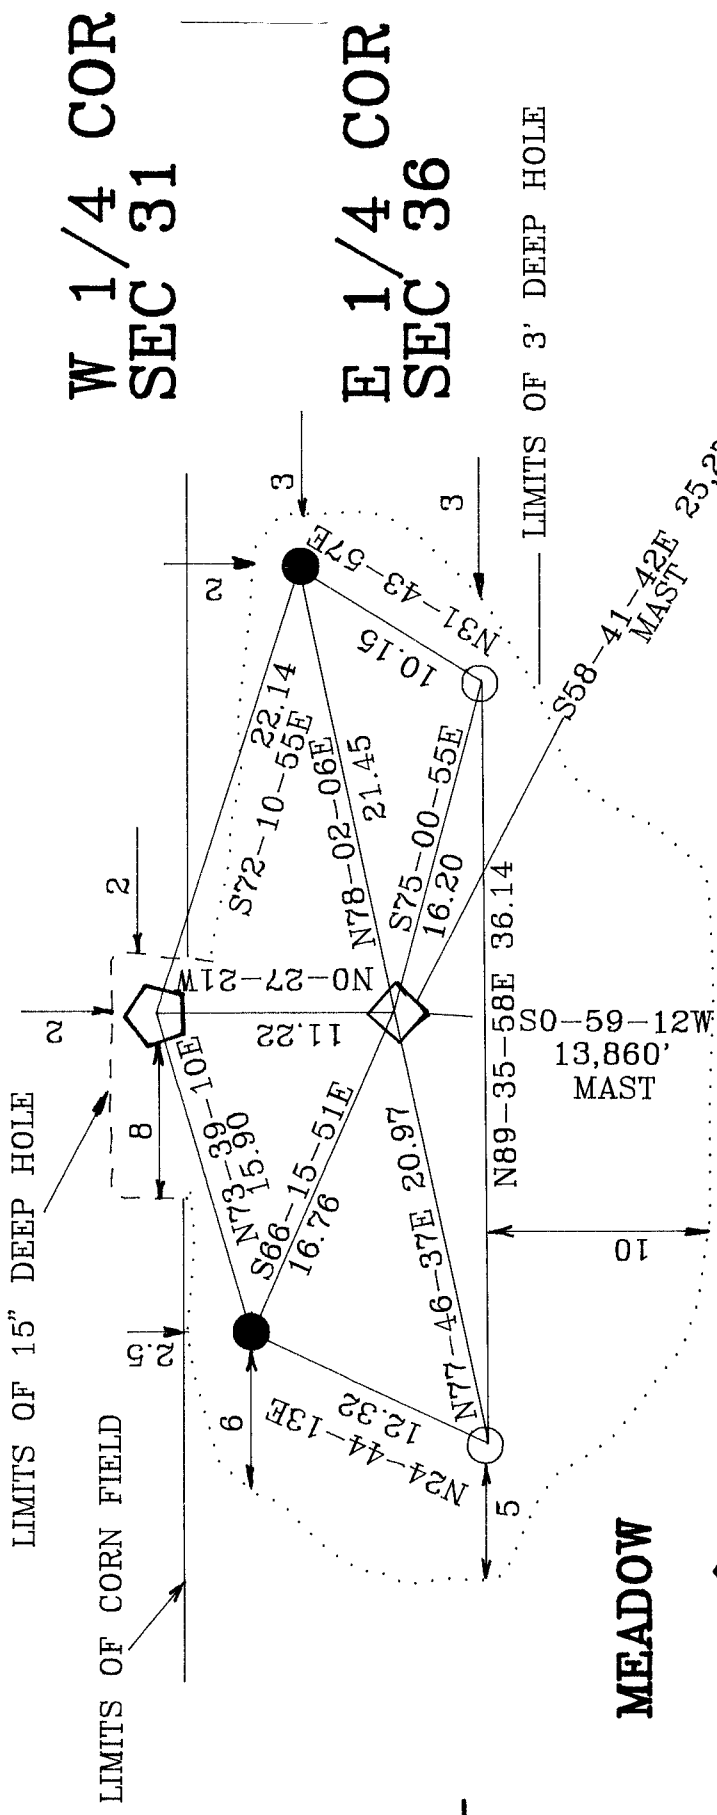 W 1/4 COR
SEC 31
E 1/4 COR
SEC 36
LIMITS OF 15" DEEP HOLE
LIMITS OF CORN FIELD
LIMITS OF 3' DEEP HOLE
2
2
2
3
3
8
2.5
6
5
10
22.14
S72-10-55E
N73-39-10E
15.90
N0-27-21W
11.22
N78-02-06E
21.45
N31-43-57E
10.15
S75-00-55E
16.20
S66-15-51E
16.76
N24-44-13E
12.32
N77-46-37E 20.97
N89-35-58E 36.14
S58-41-42E
MAST
S0-59-12W
13,860'
MAST
MEADOW